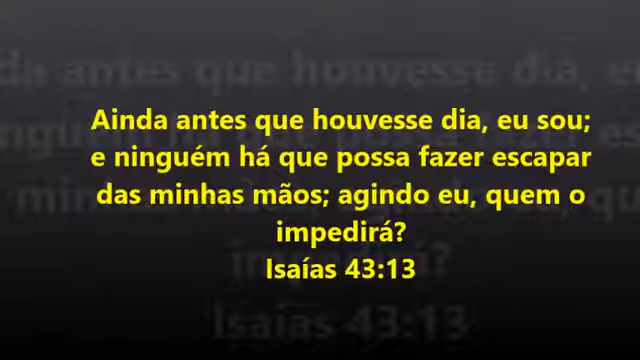 Ainda antes que houvesse dia, eu sou;
e ninguém há que possa fazer escapar
das minhas mãos; agindo eu, quem o
impedirá?
Isaías 43:13